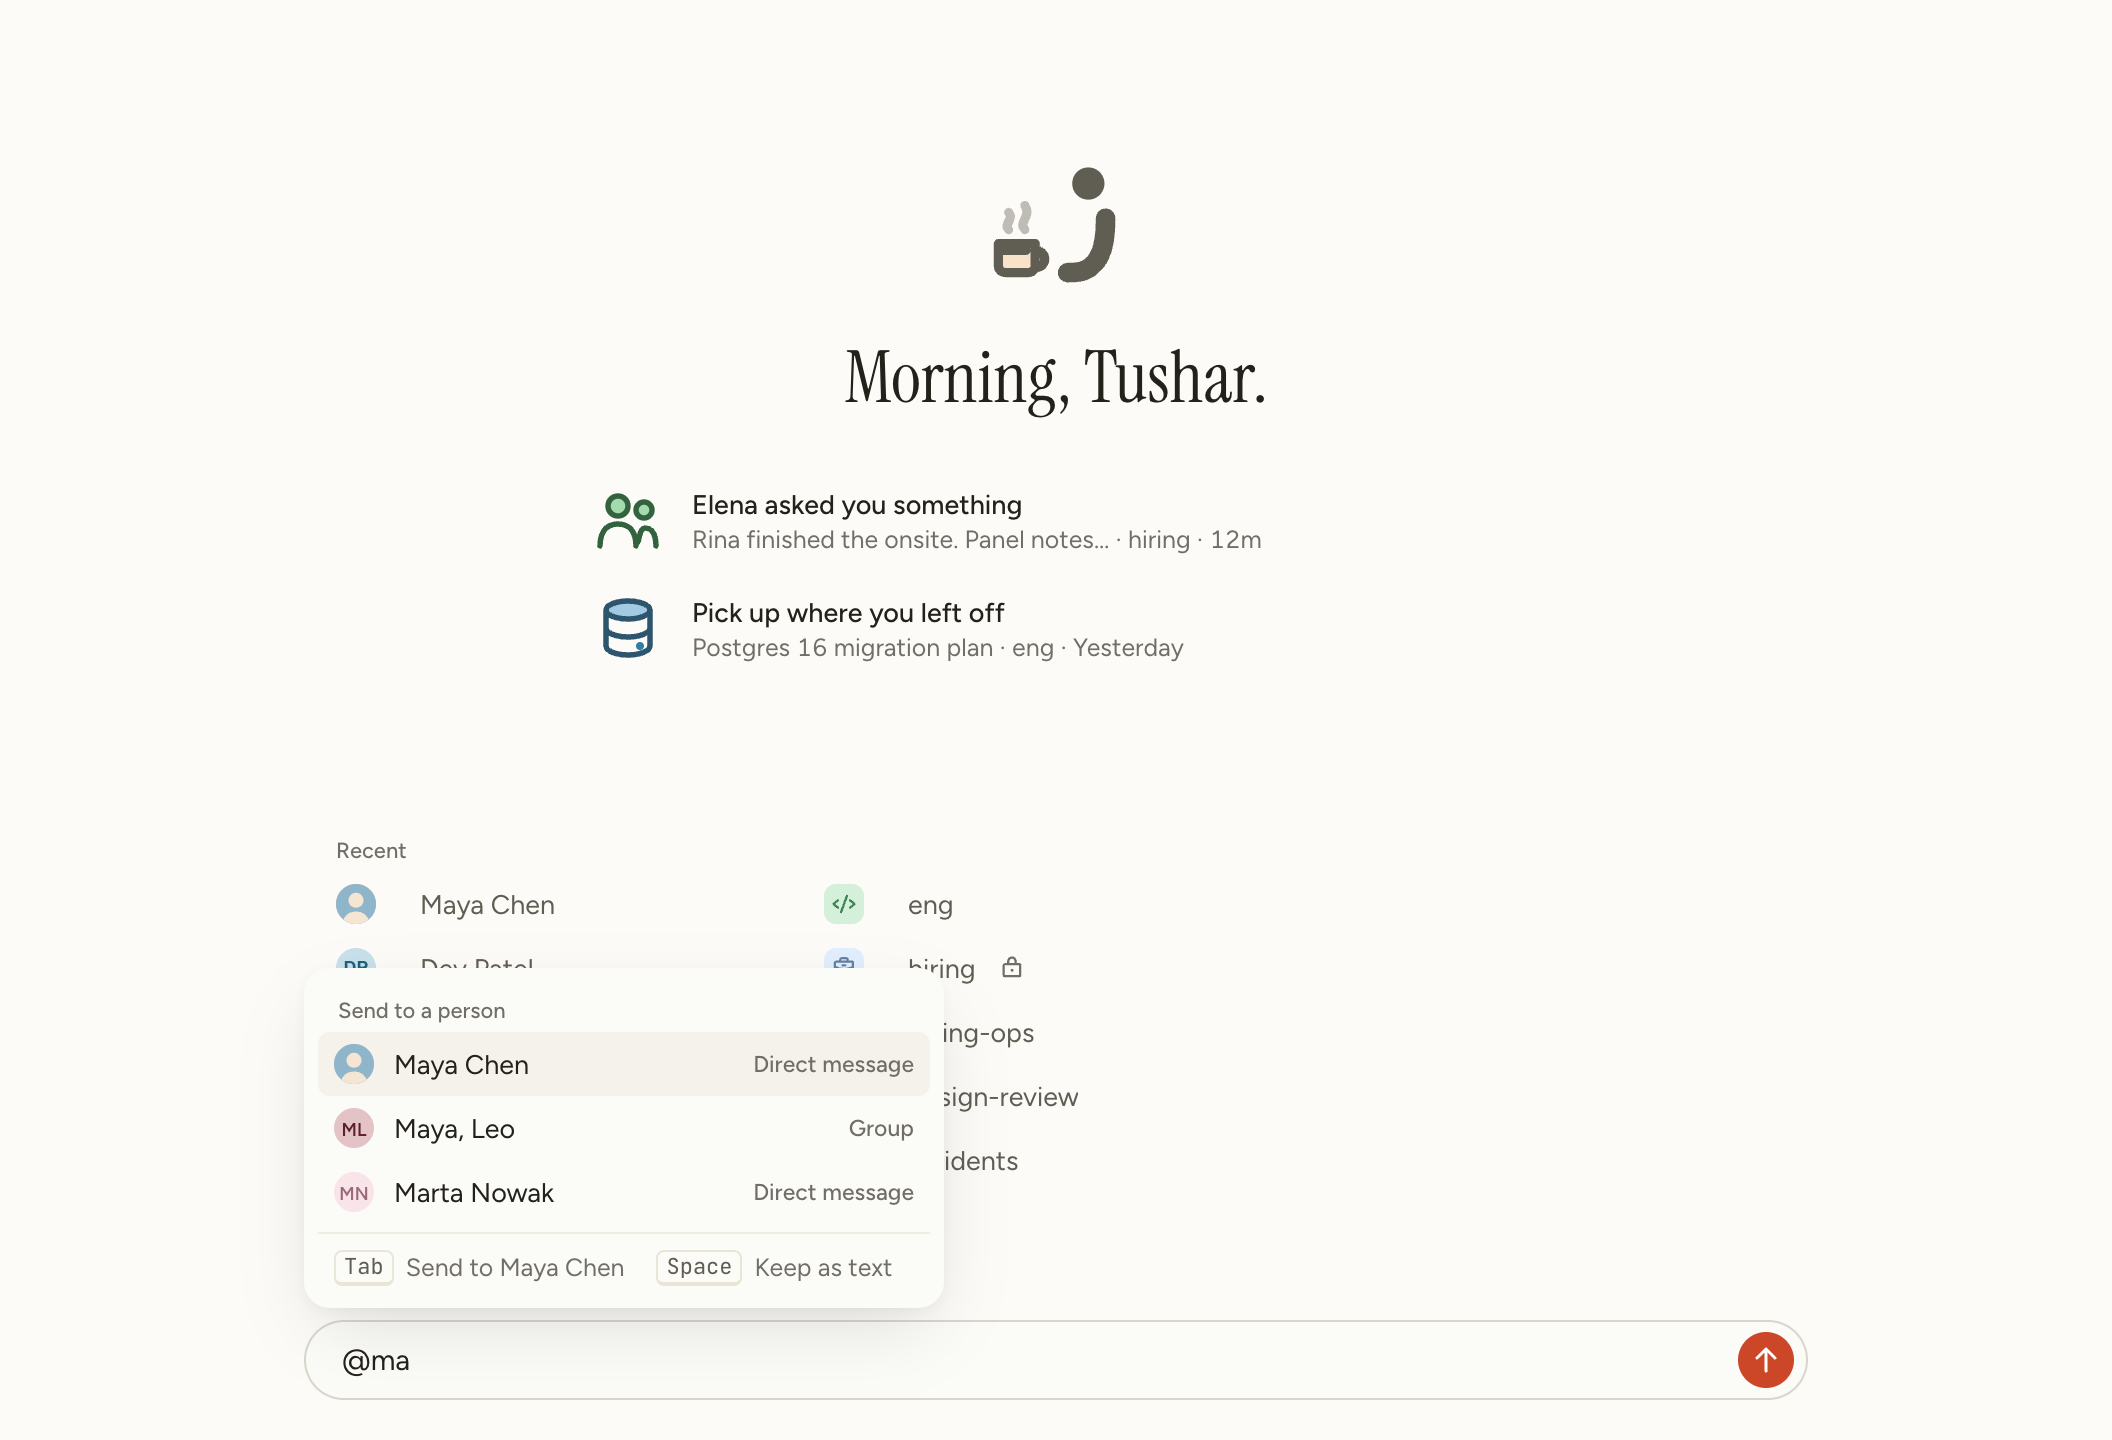 Morning, Tushar.
Elena asked you something
Rina finished the onsite. Panel notes... · hiring · 12m
Pick up where you left off
Postgres 16 migration plan · eng · Yesterday
Recent
Maya Chen
eng
Dev Patel
hiring
Send to a person
Maya Chen Direct message
Maya, Leo Group
ML
Marta Nowak Direct message
MN
ing-ops
sign-review
idents
Tab Send to Maya Chen Space Keep as text
@ma